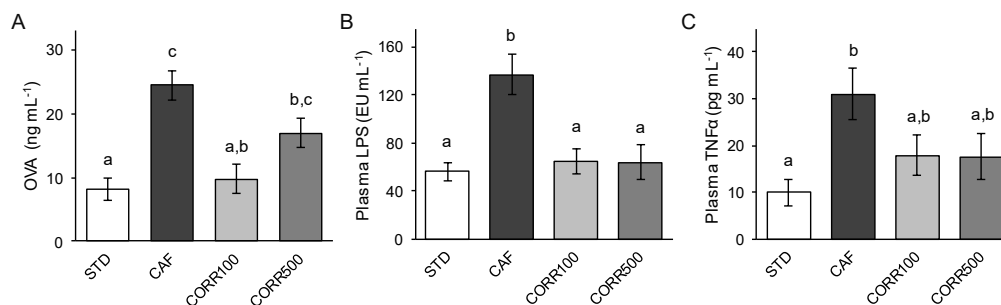 A
OVA (ng mL⁻¹)
30
20
10
0
a
c
a,b
b,c
STD
CAF
CORR100
CORR500
B
Plasma LPS (EU mL⁻¹)
160
120
80
40
0
a
b
a
a
STD
CAF
CORR100
CORR500
C
Plasma TNFα (pg mL⁻¹)
40
30
20
10
0
a
b
a,b
a,b
STD
CAF
CORR100
CORR500